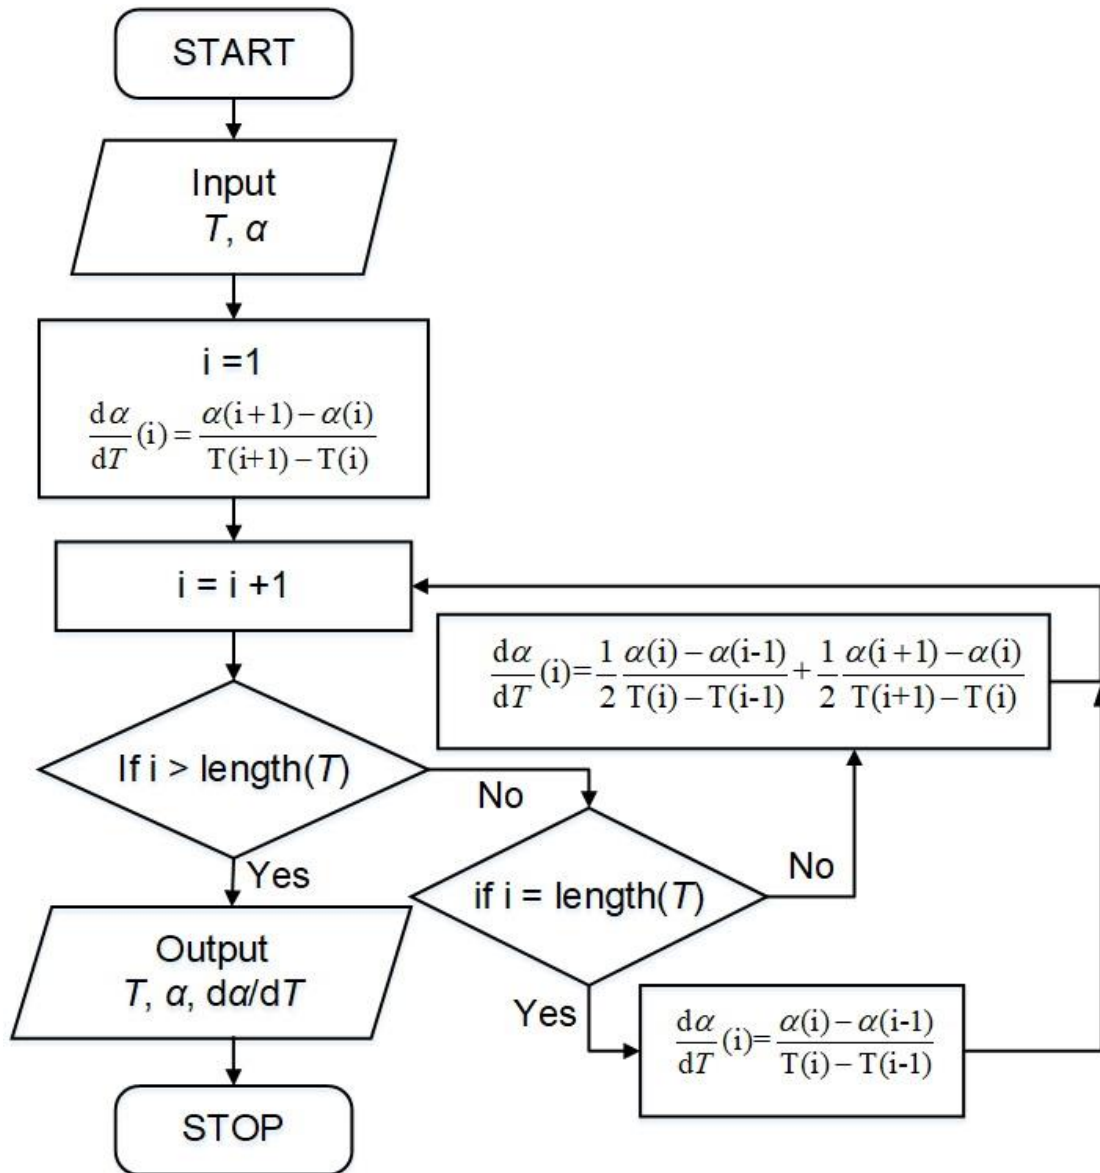 START
Input
T, α
i =1
dα/dT (i) = α(i+1) − α(i) / T(i+1) − T(i)
i = i +1
dα/dT (i)= 1/2 α(i) − α(i-1) / T(i) − T(i-1) + 1/2 α(i+1) − α(i) / T(i+1) − T(i)
If i > length(T)
No
Yes
if i = length(T)
No
Output
T, α, dα/dT
Yes
dα/dT (i)= α(i) − α(i-1) / T(i) − T(i-1)
STOP